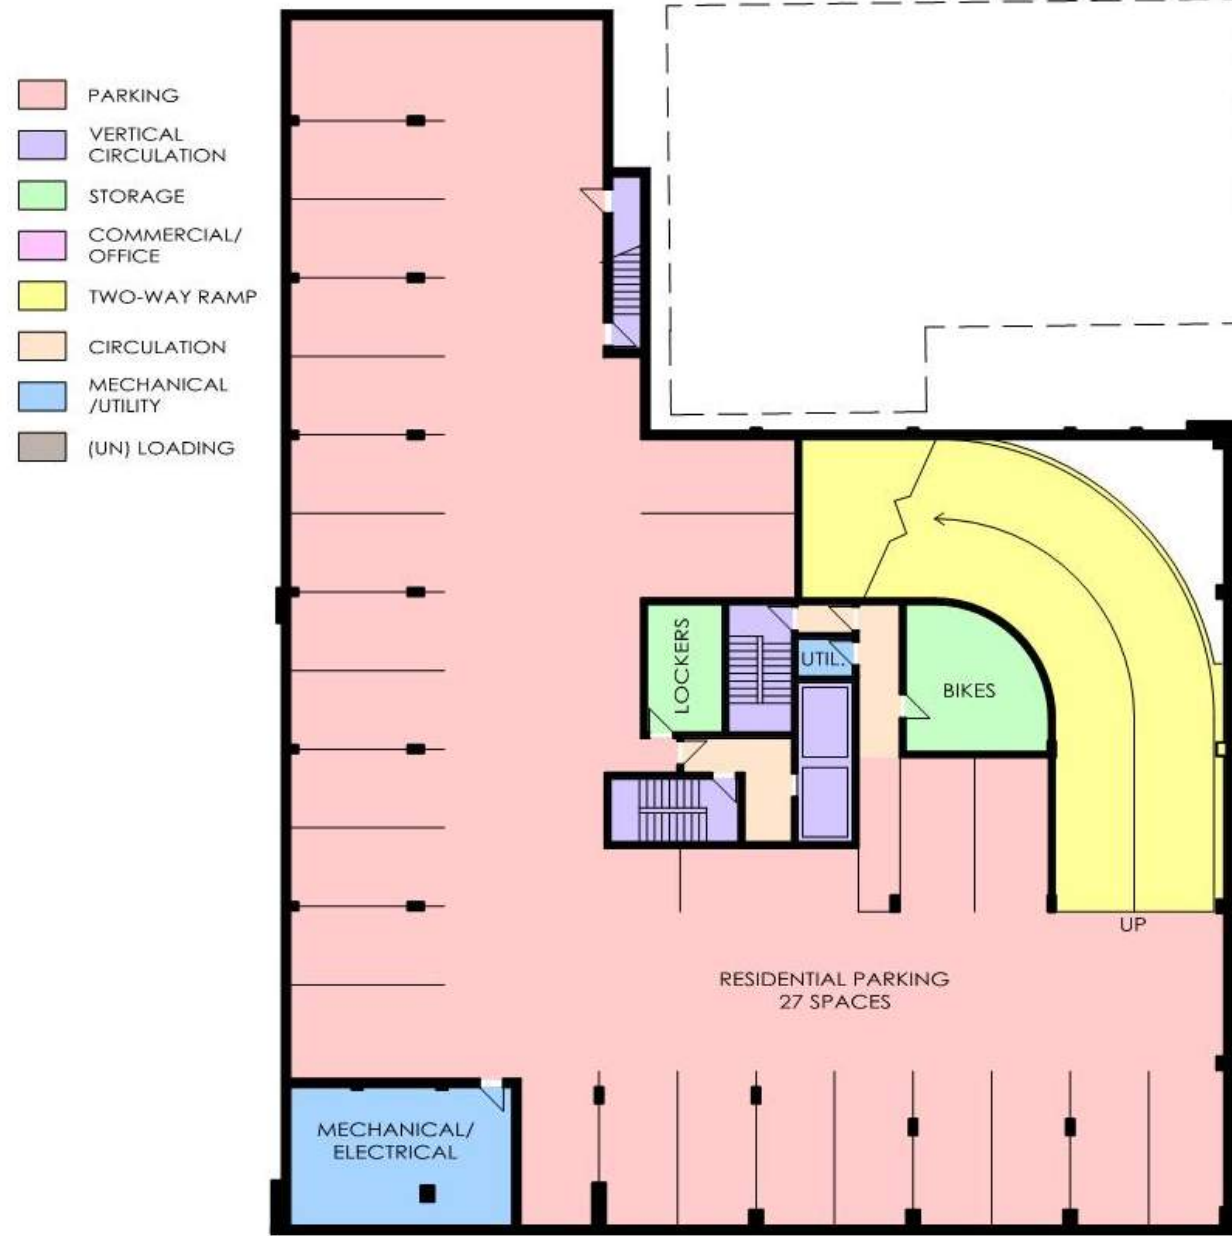 PARKING
VERTICAL
CIRCULATION
STORAGE
COMMERCIAL/
OFFICE
TWO-WAY RAMP
CIRCULATION
MECHANICAL
/UTILITY
(UN) LOADING
LOCKERS
UTIL.
BIKES
UP
RESIDENTIAL PARKING
27 SPACES
MECHANICAL/
ELECTRICAL